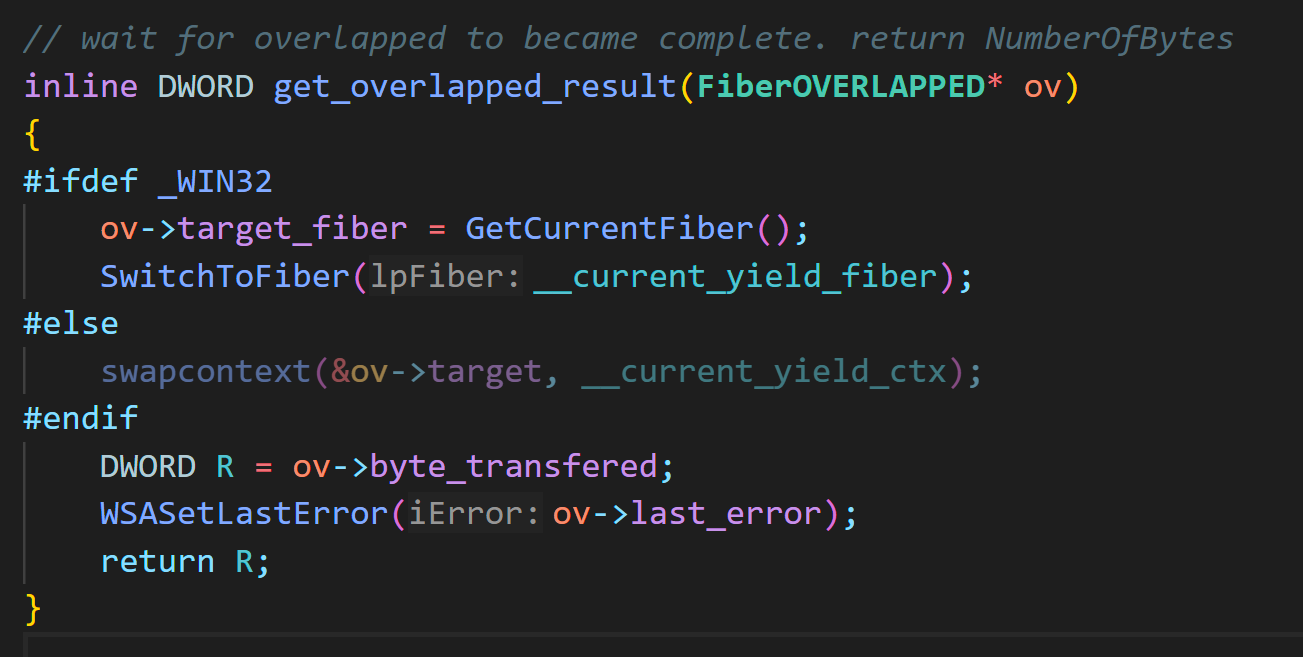 // wait for overlapped to became complete. return NumberOfBytes
inline DWORD get_overlapped_result(FiberOVERLAPPED* ov)
{
#ifdef _WIN32
    ov->target_fiber = GetCurrentFiber();
    SwitchToFiber(lpFiber: __current_yield_fiber);
#else
    swapcontext(&ov->target, __current_yield_ctx);
#endif
    DWORD R = ov->byte_transfered;
    WSASetLastError(iError: ov->last_error);
    return R;
}